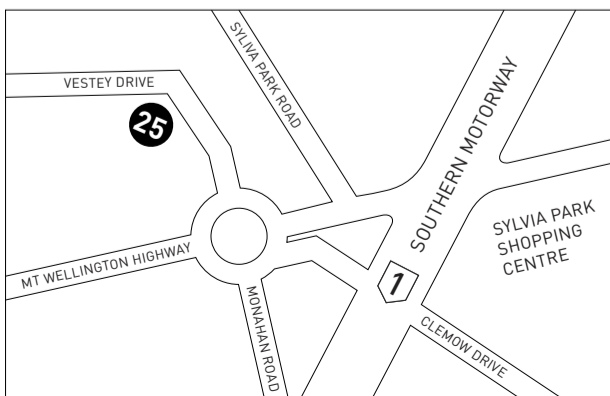 SYLIVA PARK ROAD
VESTEY DRIVE
25
SOUTHERN MOTORWAY
SYLVIA PARK
SHOPPING
CENTRE
MT WELLINGTON HIGHWAY
1
MONAHAN ROAD
CLEMOW DRIVE